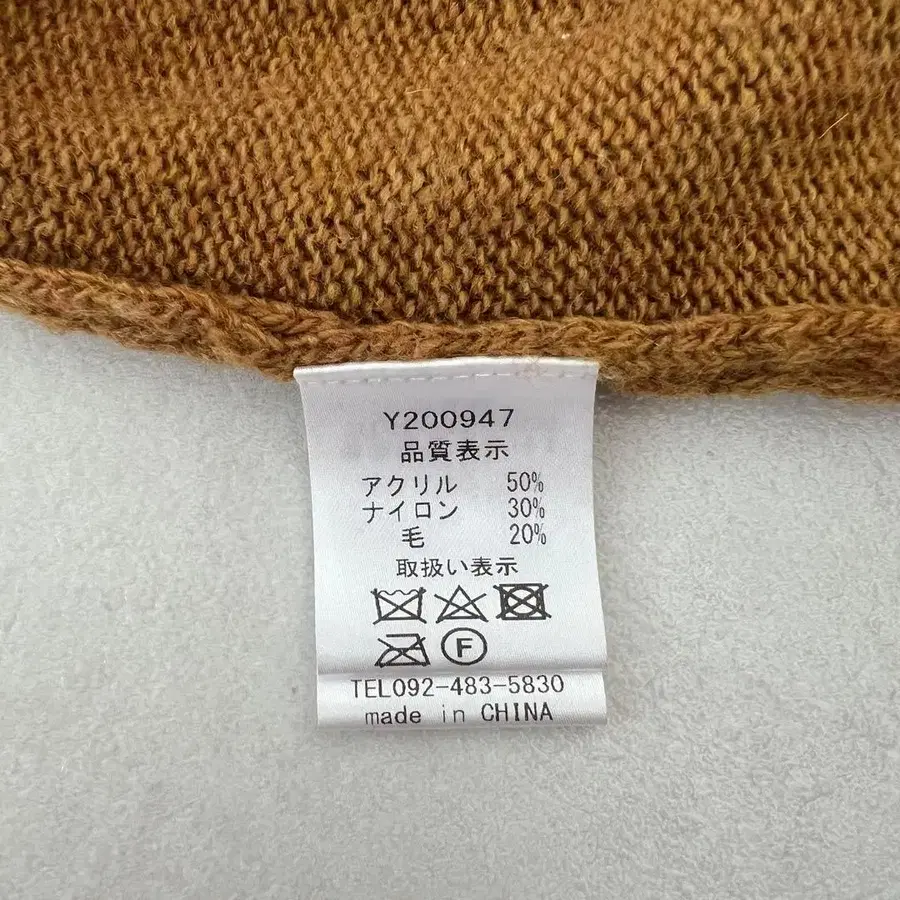 Y200947
品質表示
アクリル 50%
ナイロン 30%
毛 20%
取扱い表示
F
TEL092-483-5830
made in CHINA